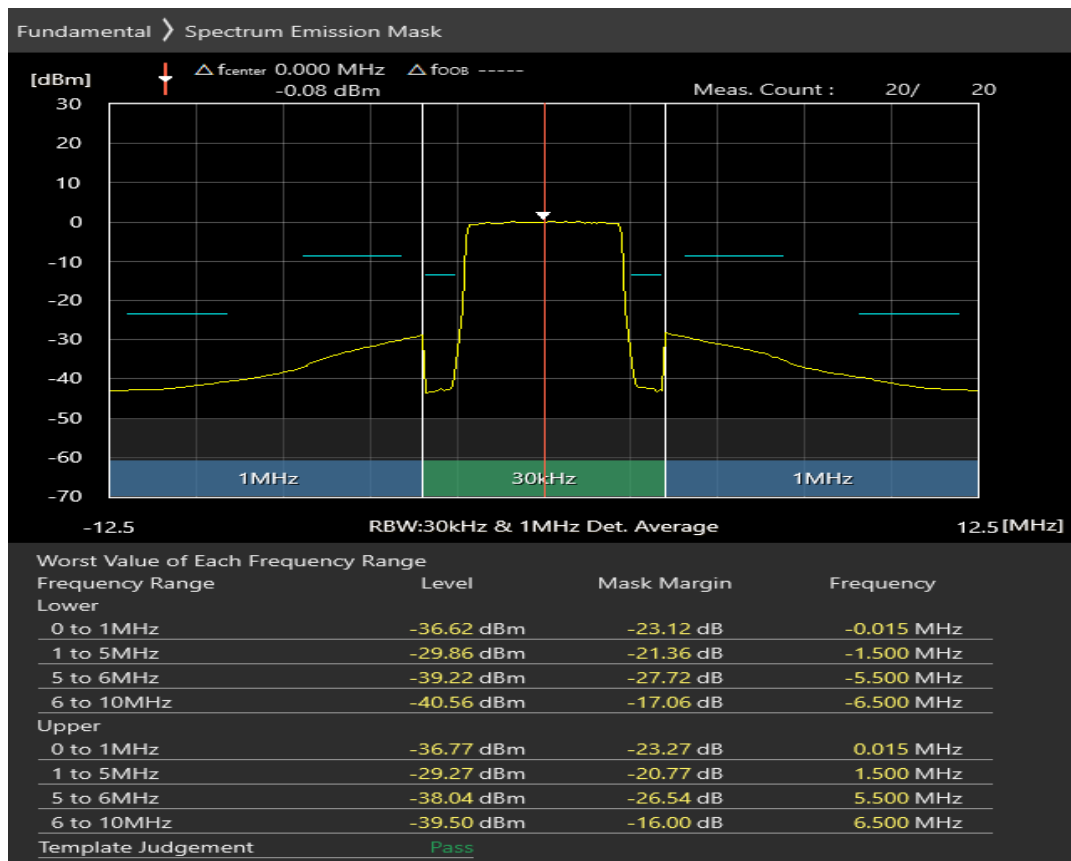 Fundamental ❯ Spectrum Emission Mask
[dBm] △ fcenter 0.000 MHz △ fOOB -----
-0.08 dBm Meas. Count : 20/ 20
30
20
10
0
-10
-20
-30
-40
-50
-60
-70
1MHz 30kHz 1MHz
-12.5 RBW:30kHz & 1MHz Det. Average 12.5 [MHz]
Worst Value of Each Frequency Range
Frequency Range Level Mask Margin Frequency
Lower
0 to 1MHz -36.62 dBm -23.12 dB -0.015 MHz
1 to 5MHz -29.86 dBm -21.36 dB -1.500 MHz
5 to 6MHz -39.22 dBm -27.72 dB -5.500 MHz
6 to 10MHz -40.56 dBm -17.06 dB -6.500 MHz
Upper
0 to 1MHz -36.77 dBm -23.27 dB 0.015 MHz
1 to 5MHz -29.27 dBm -20.77 dB 1.500 MHz
5 to 6MHz -38.04 dBm -26.54 dB 5.500 MHz
6 to 10MHz -39.50 dBm -16.00 dB 6.500 MHz
Template Judgement Pass